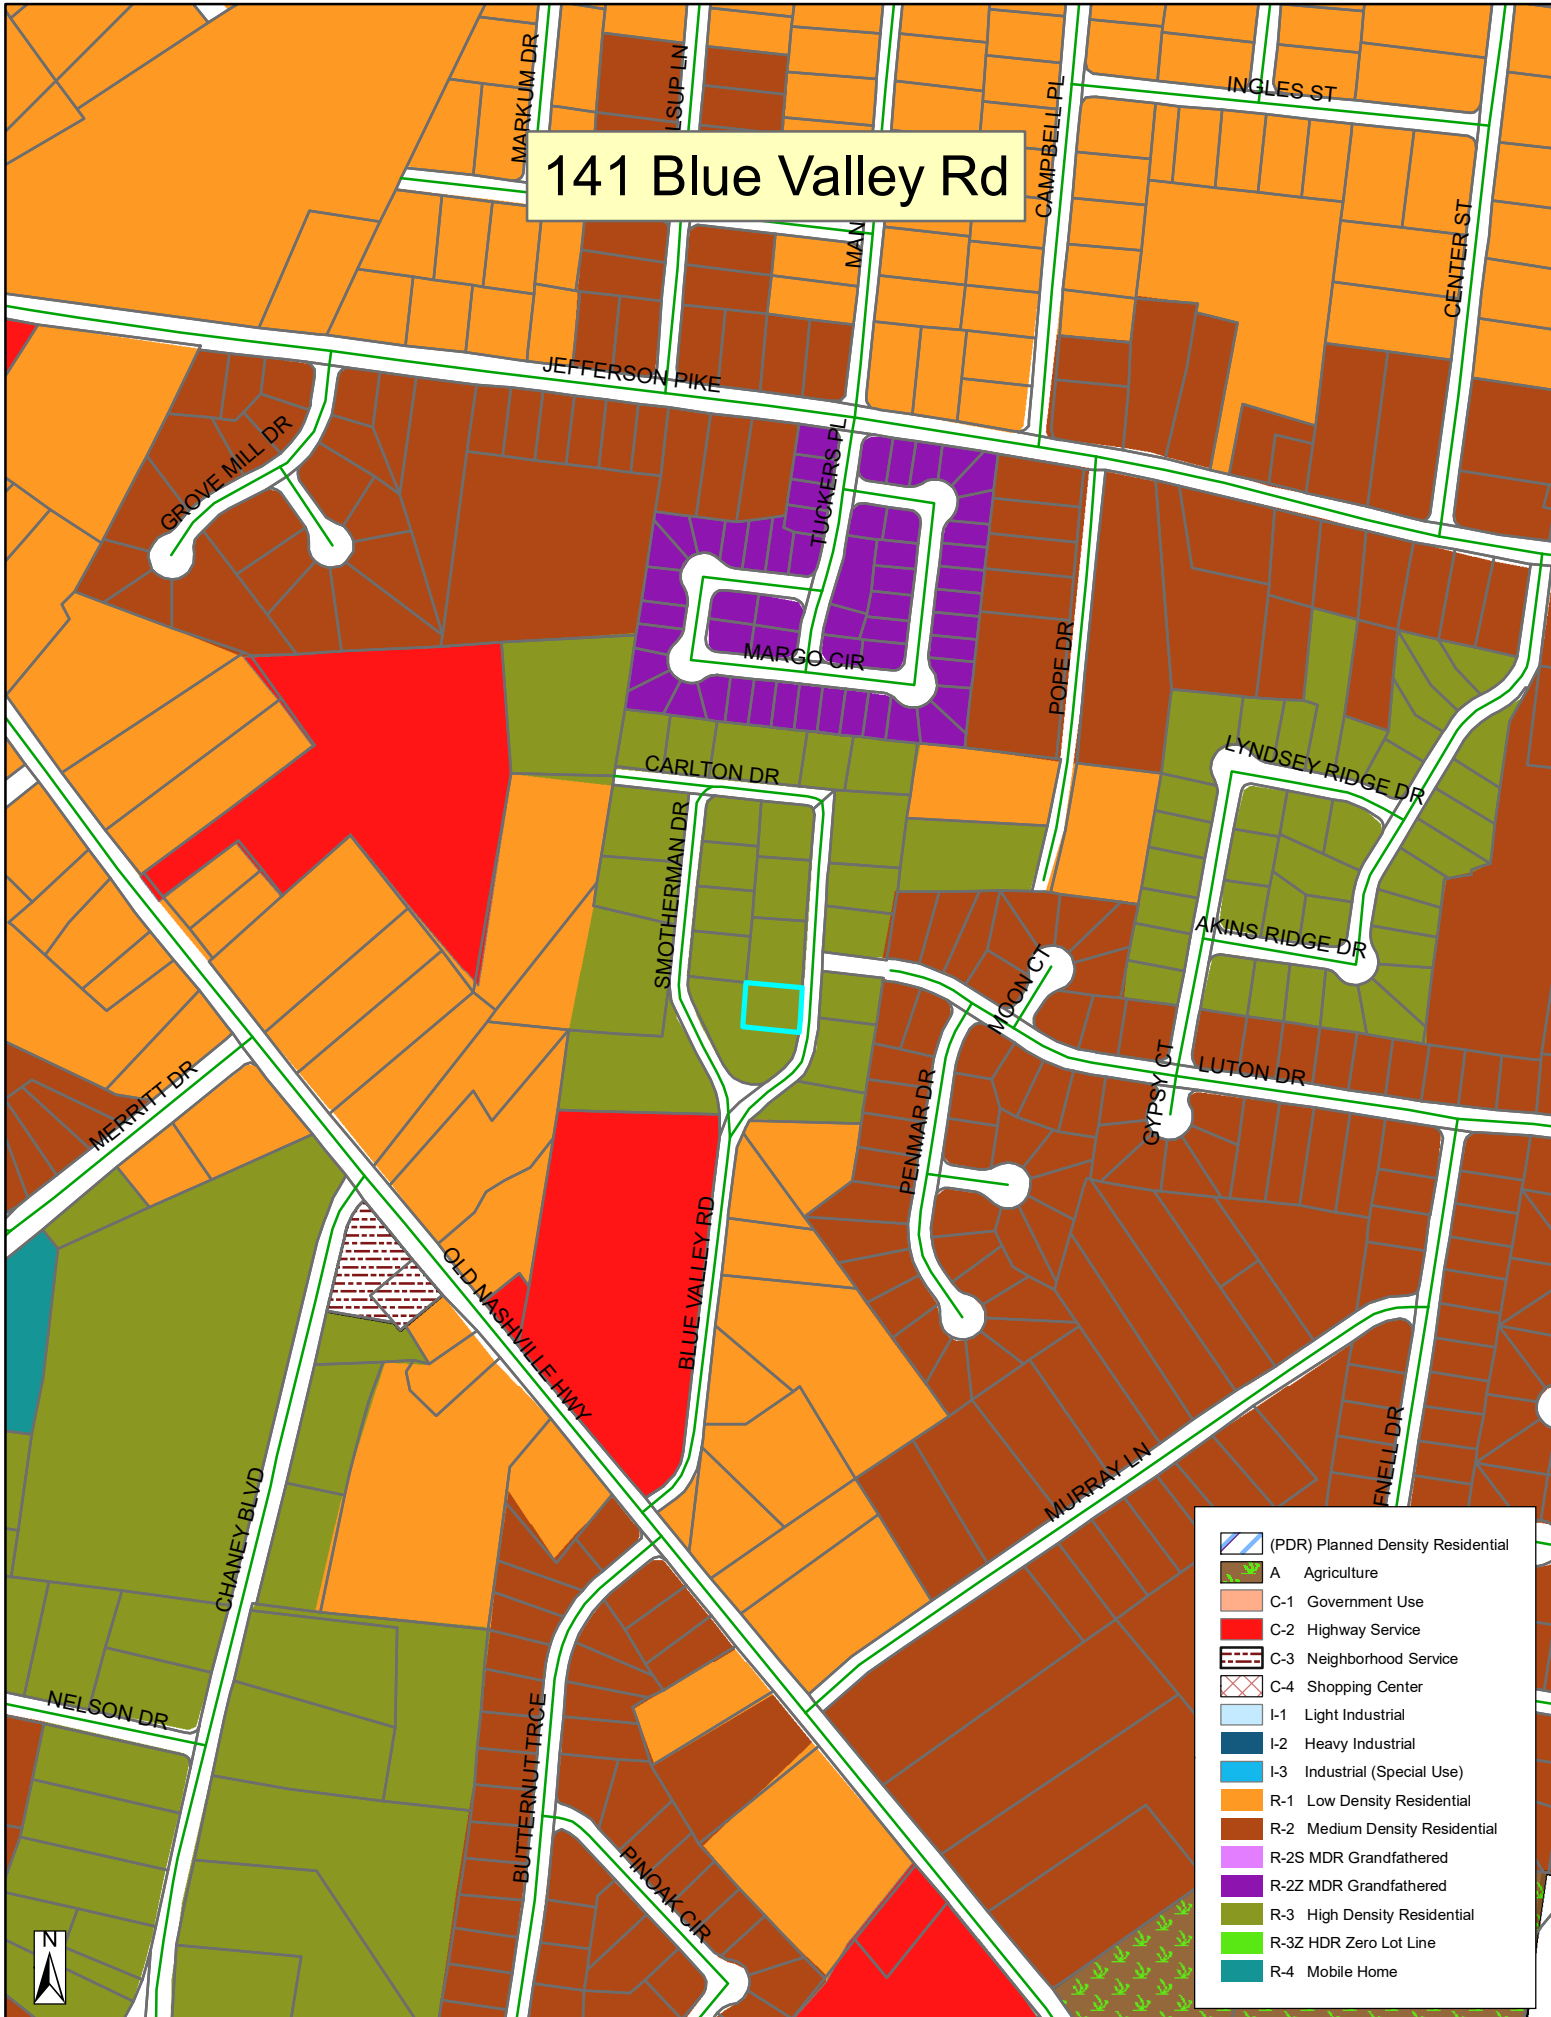 MARKUM DR
LSUP LN
INGLES ST
141 Blue Valley Rd
CAMPBELL PL
MAN
CENTER ST
JEFFERSON PIKE
GROVE MILL DR
TUCKERS PL
MARGO CIR
POPE DR
CARLTON DR
LYNDSEY RIDGE DR
SMOTHERMAN DR
AKINS RIDGE DR
MOON CT
MERRITT DR
PENMAR DR
GYPSY CT
LUTON DR
BLUE VALLEY RD
OLD NASHVILLE HWY
CHANEY BLVD
MURRAY LN
FNELL DR
NELSON DR
BUTTERNUT TRCE
PINOAK CIR
N
(PDR) Planned Density Residential
A Agriculture
C-1 Government Use
C-2 Highway Service
C-3 Neighborhood Service
C-4 Shopping Center
I-1 Light Industrial
I-2 Heavy Industrial
I-3 Industrial (Special Use)
R-1 Low Density Residential
R-2 Medium Density Residential
R-2S MDR Grandfathered
R-2Z MDR Grandfathered
R-3 High Density Residential
R-3Z HDR Zero Lot Line
R-4 Mobile Home